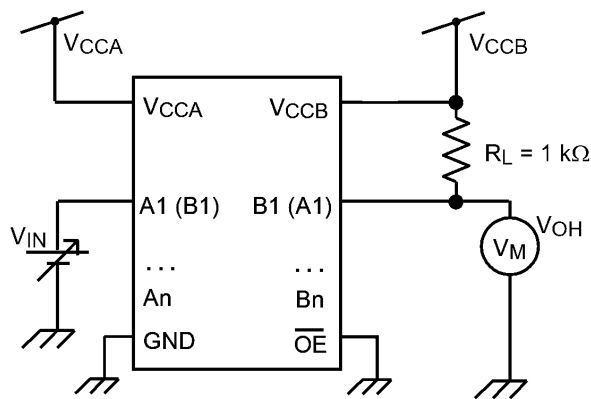 VCCA
VCCB
VCCA
VCCB
RL = 1 kΩ
A1 (B1)
B1 (A1)
VIN
VOH
VM
...
...
An
Bn
GND
OE